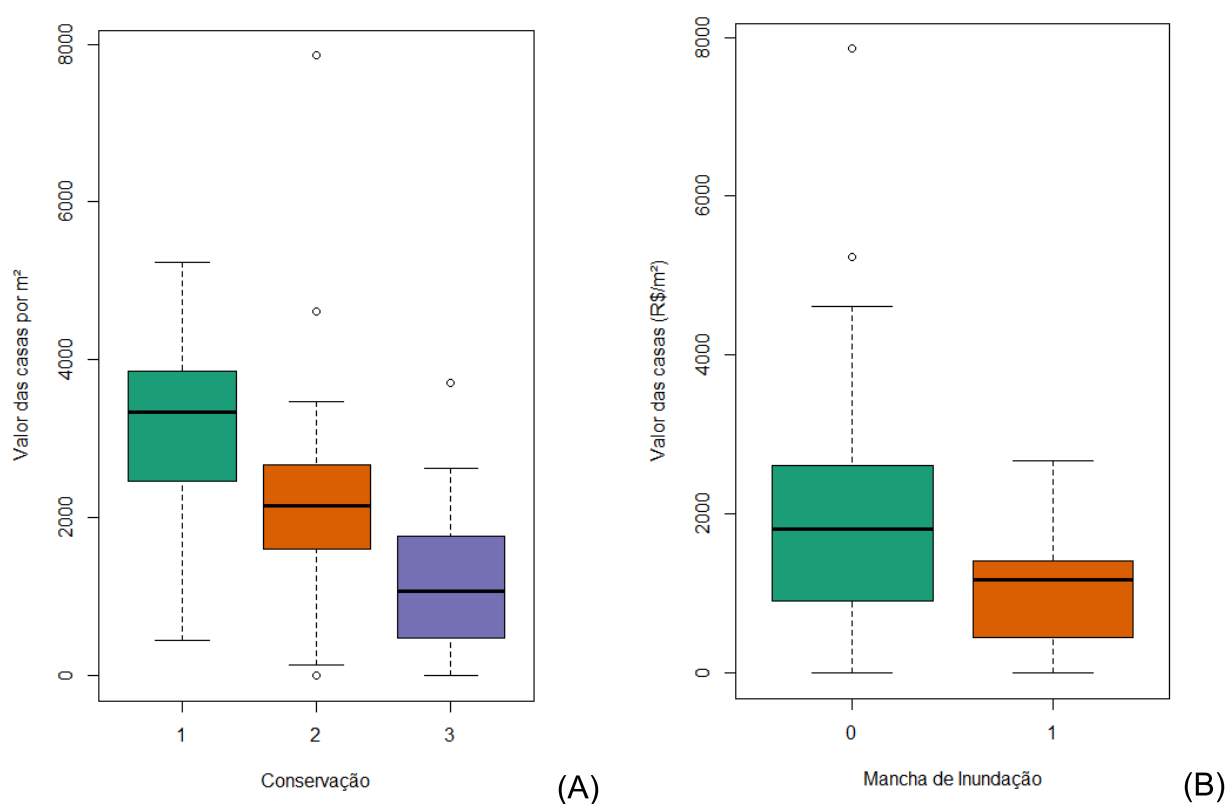 Valor das casas por m²
8000
6000
4000
2000
0
1 2 3
Conservação
(A)
Valor das casas (R$/m²)
8000
6000
4000
2000
0
0 1
Mancha de Inundação
(B)